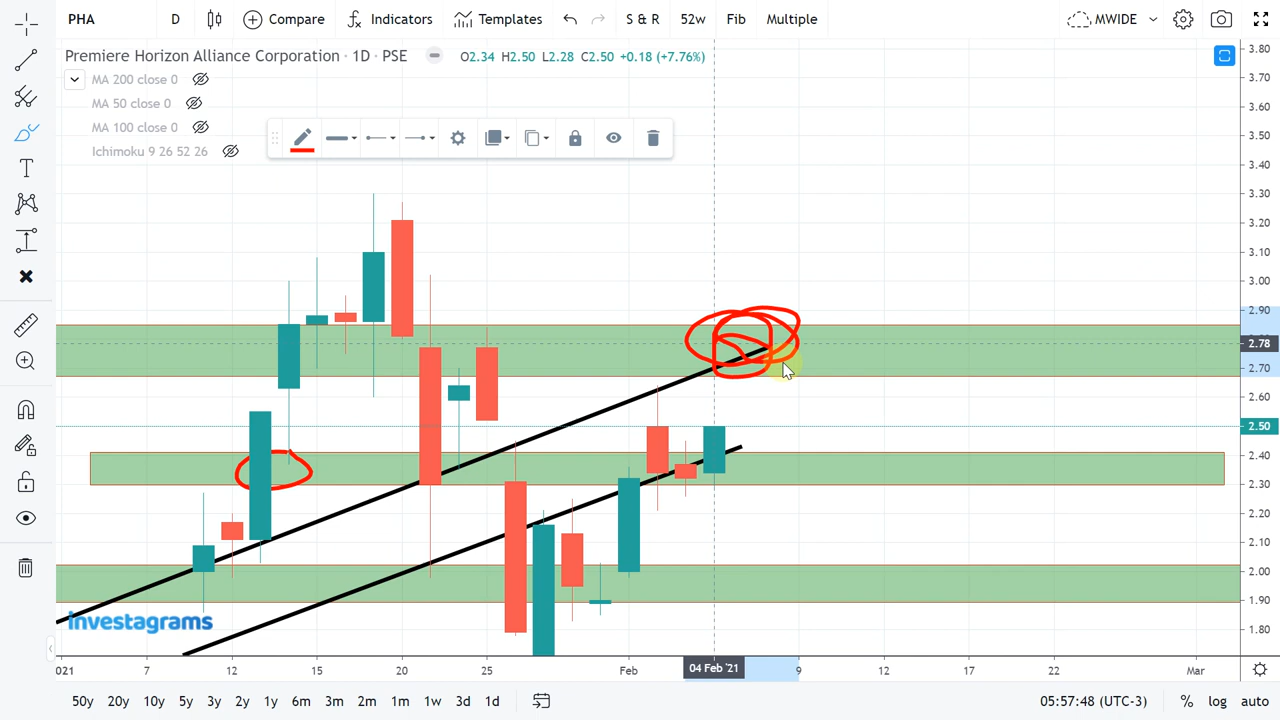 PHA D Compare Indicators Templates S & R 52w Fib Multiple MWIDE
Premiere Horizon Alliance Corporation · 1D · PSE O2.34 H2.50 L2.28 C2.50 +0.18 (+7.76%)
MA 200 close 0
MA 50 close 0
MA 100 close 0
Ichimoku 9 26 52 26
3.80
3.70
3.60
3.50
3.40
3.30
3.20
3.10
3.00
2.90
2.78
2.70
2.60
2.50
2.40
2.30
2.20
2.10
2.00
1.90
1.80
Investagrams
021 7 12 20 25 Feb 04 Feb '21 9 12 17 22 Mar
50y 20y 10y 5y 3y 2y 1y 6m 3m 2m 1m 1w 3d 1d 05:57:48 (UTC-3) % log auto